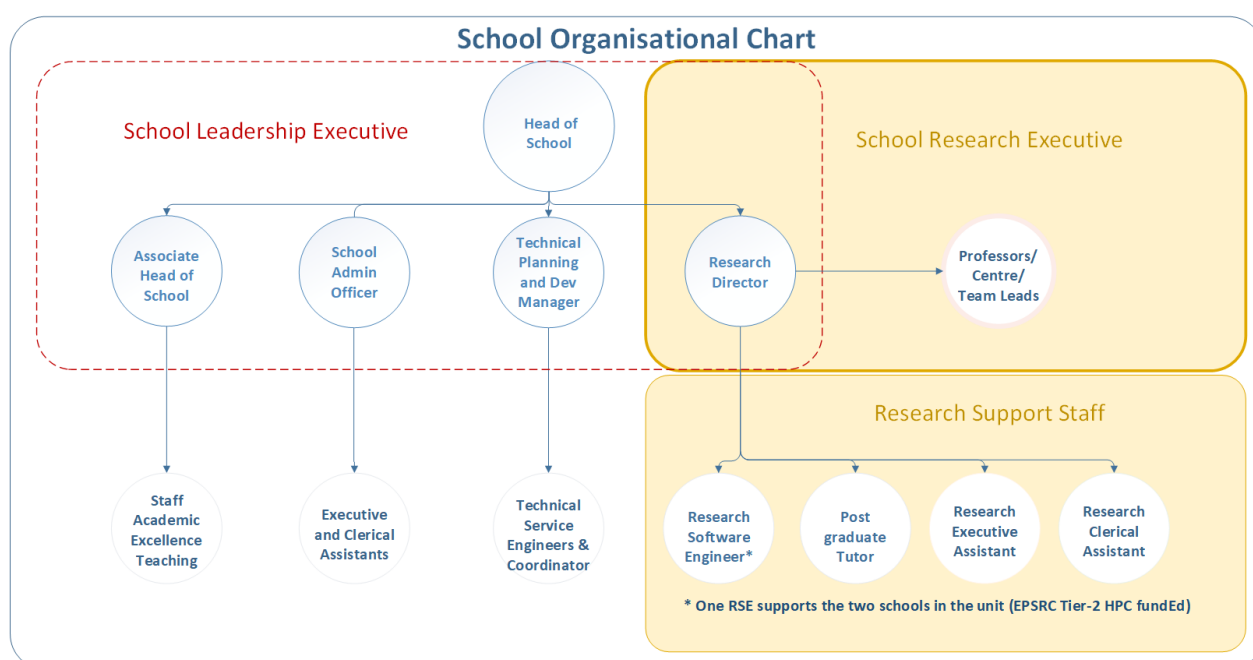 School Organisational Chart
School Leadership Executive
Head of
School
School Research Executive
Associate
Head of
School
School
Admin
Officer
Technical
Planning
and Dev
Manager
Research
Director
Professors/
Centre/
Team Leads
Research Support Staff
Staff
Academic
Excellence
Teaching
Executive
and Clerical
Assistants
Technical
Service
Engineers &
Coordinator
Research
Software
Engineer*
Post
graduate
Tutor
Research
Executive
Assistant
Research
Clerical
Assistant
* One RSE supports the two schools in the unit (EPSRC Tier-2 HPC fundEd)